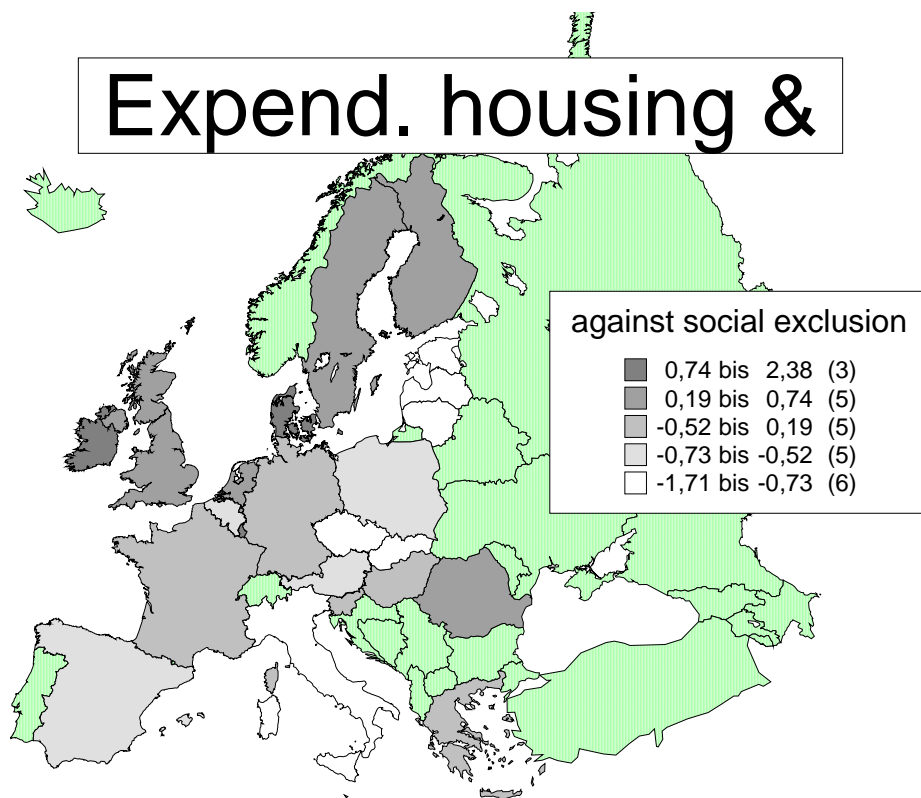 Expend. housing &
against social exclusion
0,74 bis 2,38 (3)
0,19 bis 0,74 (5)
-0,52 bis 0,19 (5)
-0,73 bis -0,52 (5)
-1,71 bis -0,73 (6)